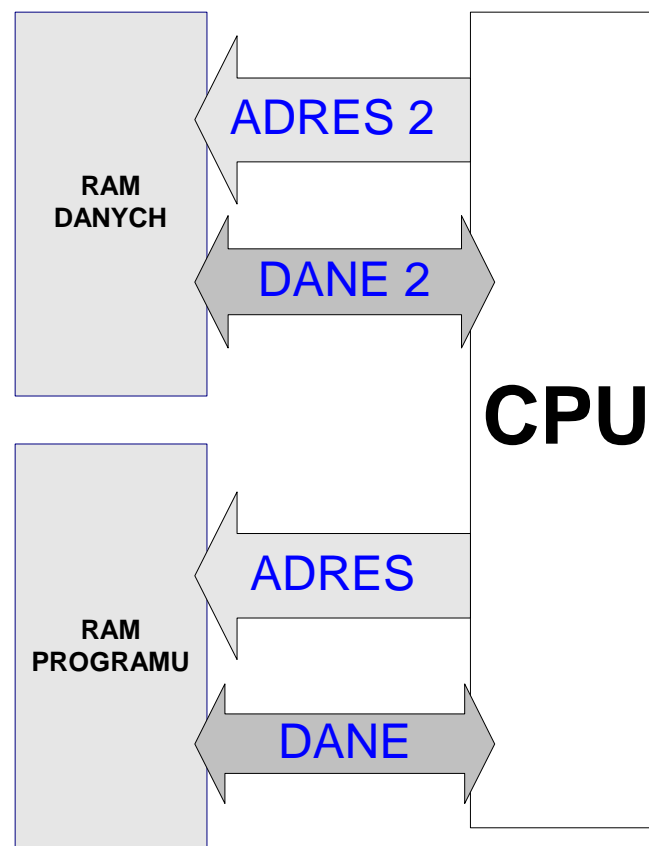 ADRES 2
RAM
DANYCH
DANE 2
CPU
ADRES
RAM
PROGRAMU
DANE